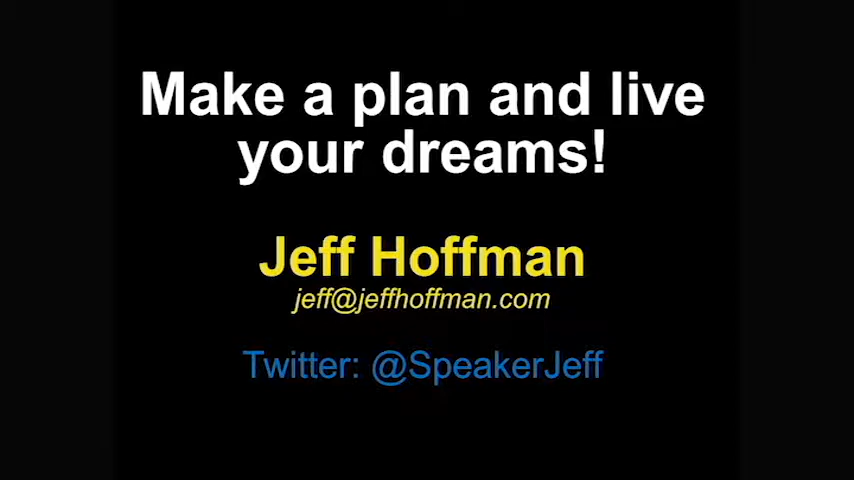 Make a plan and live
your dreams!
Jeff Hoffman
jeff@jeffhoffman.com
Twitter: @SpeakerJeff